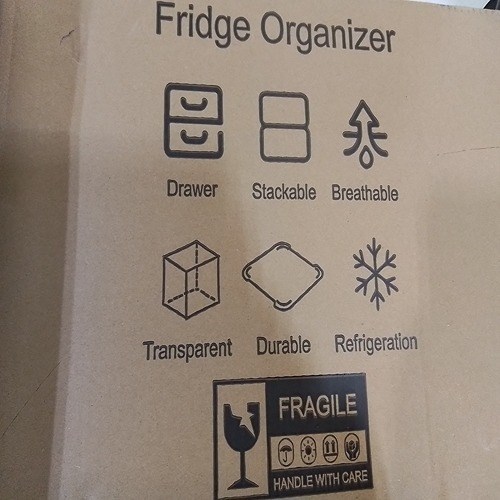 Fridge Organizer
Drawer Stackable Breathable
Transparent Durable Refrigeration
FRAGILE
HANDLE WITH CARE